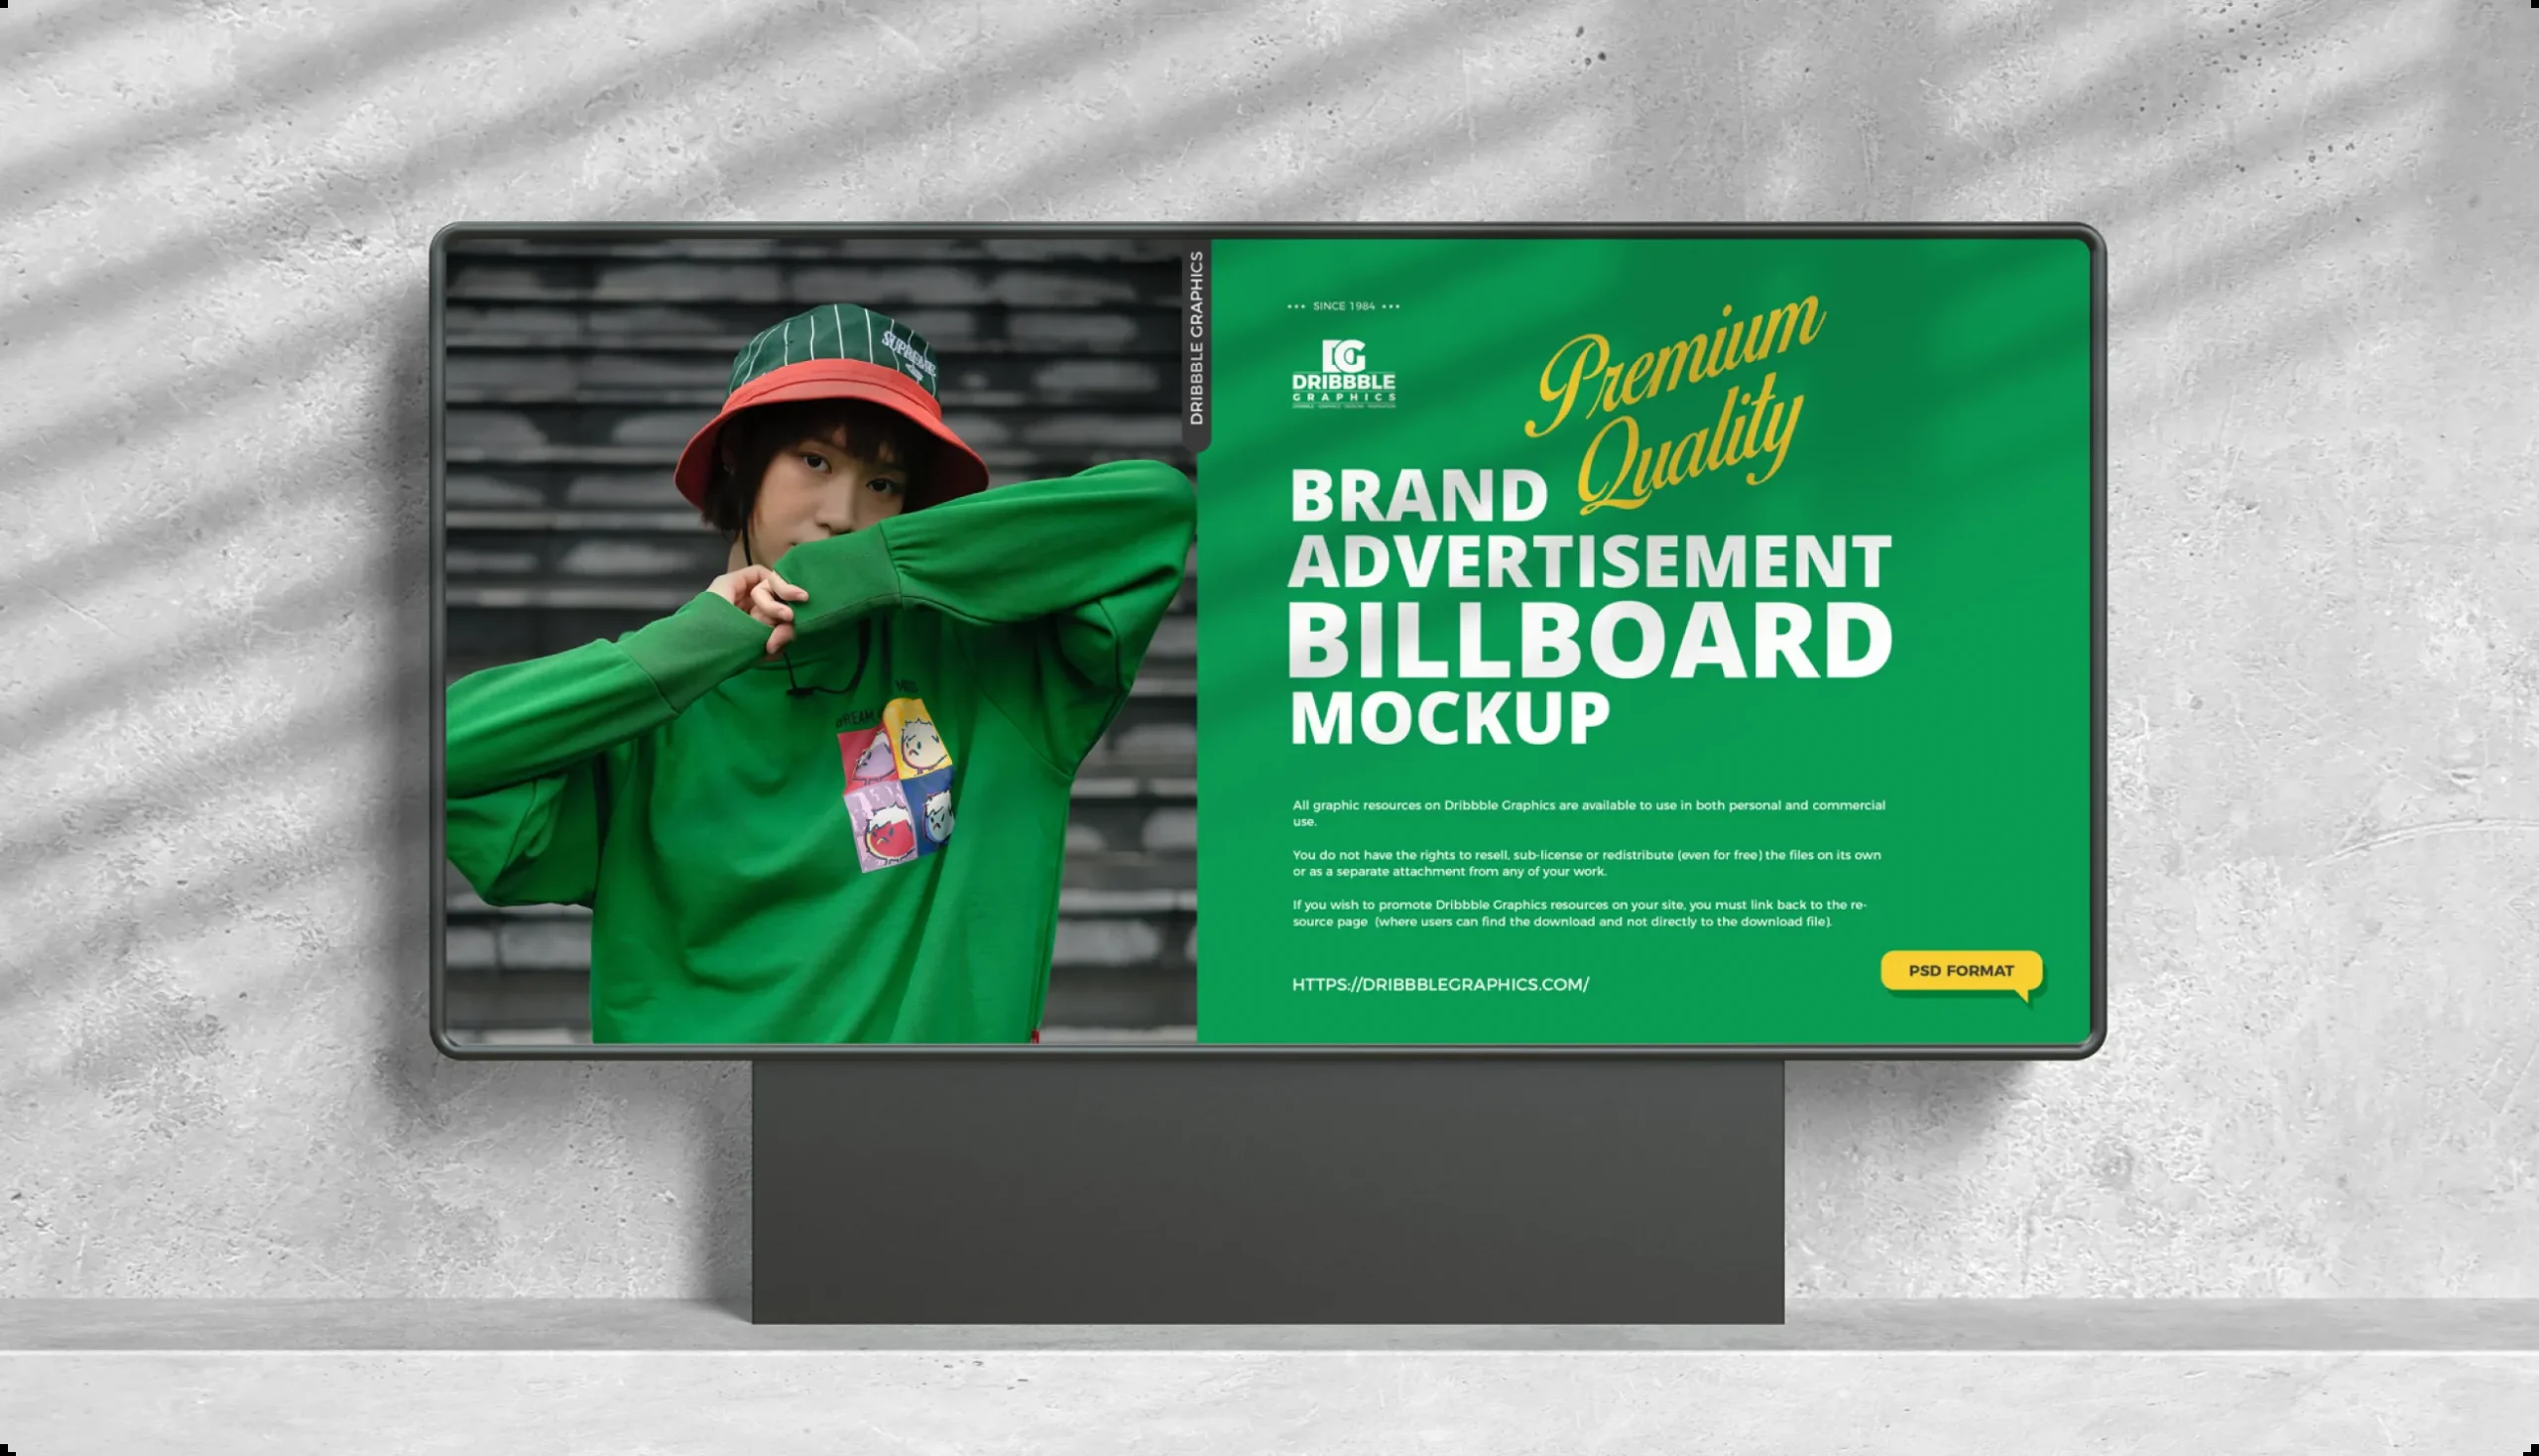 SUPREME
DREAM
DRIBBBLE GRAPHICS
••• SINCE 1984 •••
DG
DRIBBBLE
GRAPHICS
Premium
Quality
BRAND
ADVERTISEMENT
BILLBOARD
MOCKUP
All graphic resources on Dribbble Graphics are available to use in both personal and commercial
use.
You do not have the rights to resell, sub-license or redistribute (even for free) the files on its own
or as a separate attachment from any of your work.
If you wish to promote Dribbble Graphics resources on your site, you must link back to the re-
source page (where users can find the download and not directly to the download file).
HTTPS://DRIBBBLEGRAPHICS.COM/
PSD FORMAT